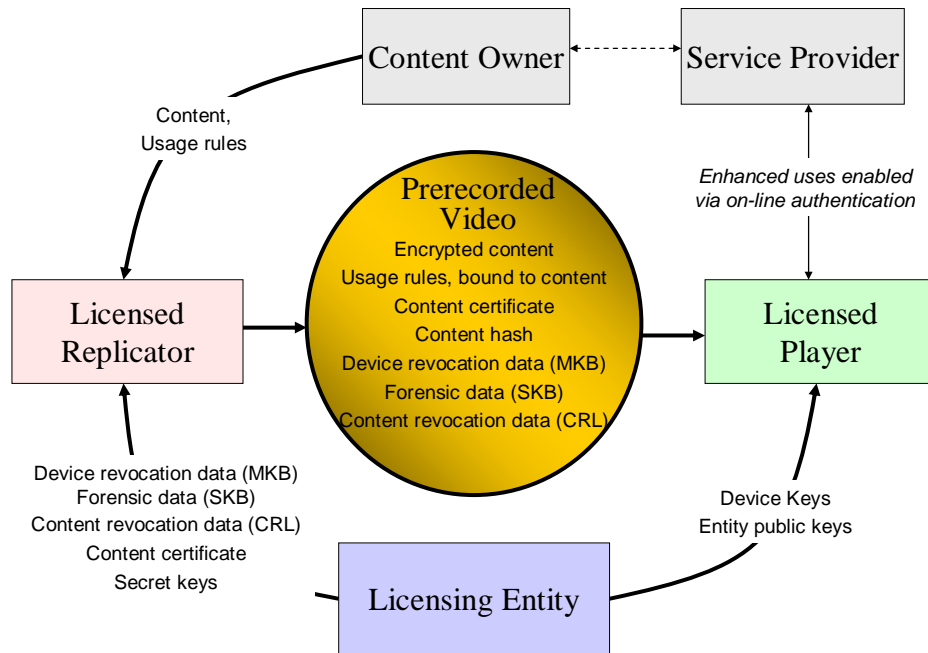 Content Owner
Service Provider
Content,
Usage rules
Enhanced uses enabled
via on-line authentication
Prerecorded
Video
Encrypted content
Usage rules, bound to content
Content certificate
Content hash
Device revocation data (MKB)
Forensic data (SKB)
Content revocation data (CRL)
Licensed
Replicator
Licensed
Player
Device revocation data (MKB)
Forensic data (SKB)
Content revocation data (CRL)
Content certificate
Secret keys
Device Keys
Entity public keys
Licensing Entity